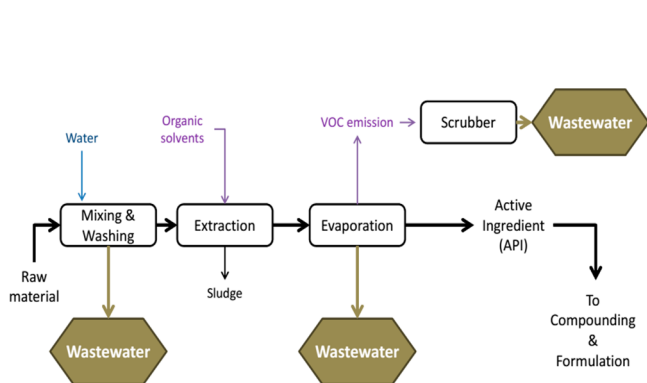 Organic
solvents
VOC emission
Scrubber
Wastewater
Water
Mixing &
Washing
Extraction
Evaporation
Active
Ingredient
(API)
Raw
material
Sludge
To
Compounding
&
Formulation
Wastewater
Wastewater